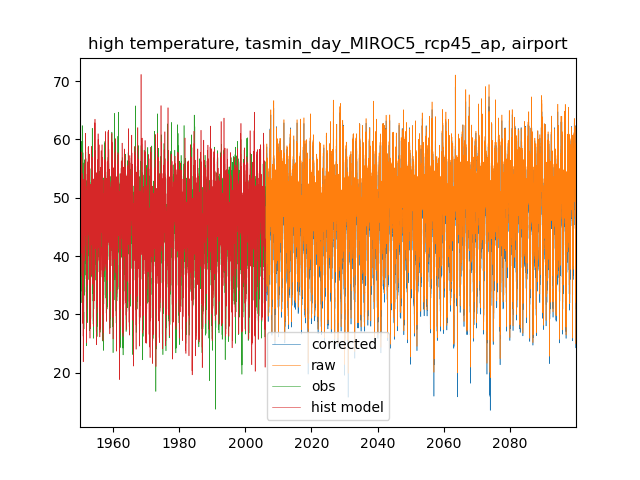 high temperature, tasmin_day_MIROC5_rcp45_ap, airport
70
60
50
40
30
20
corrected
raw
obs
hist model
1960 1980 2000 2020 2040 2060 2080